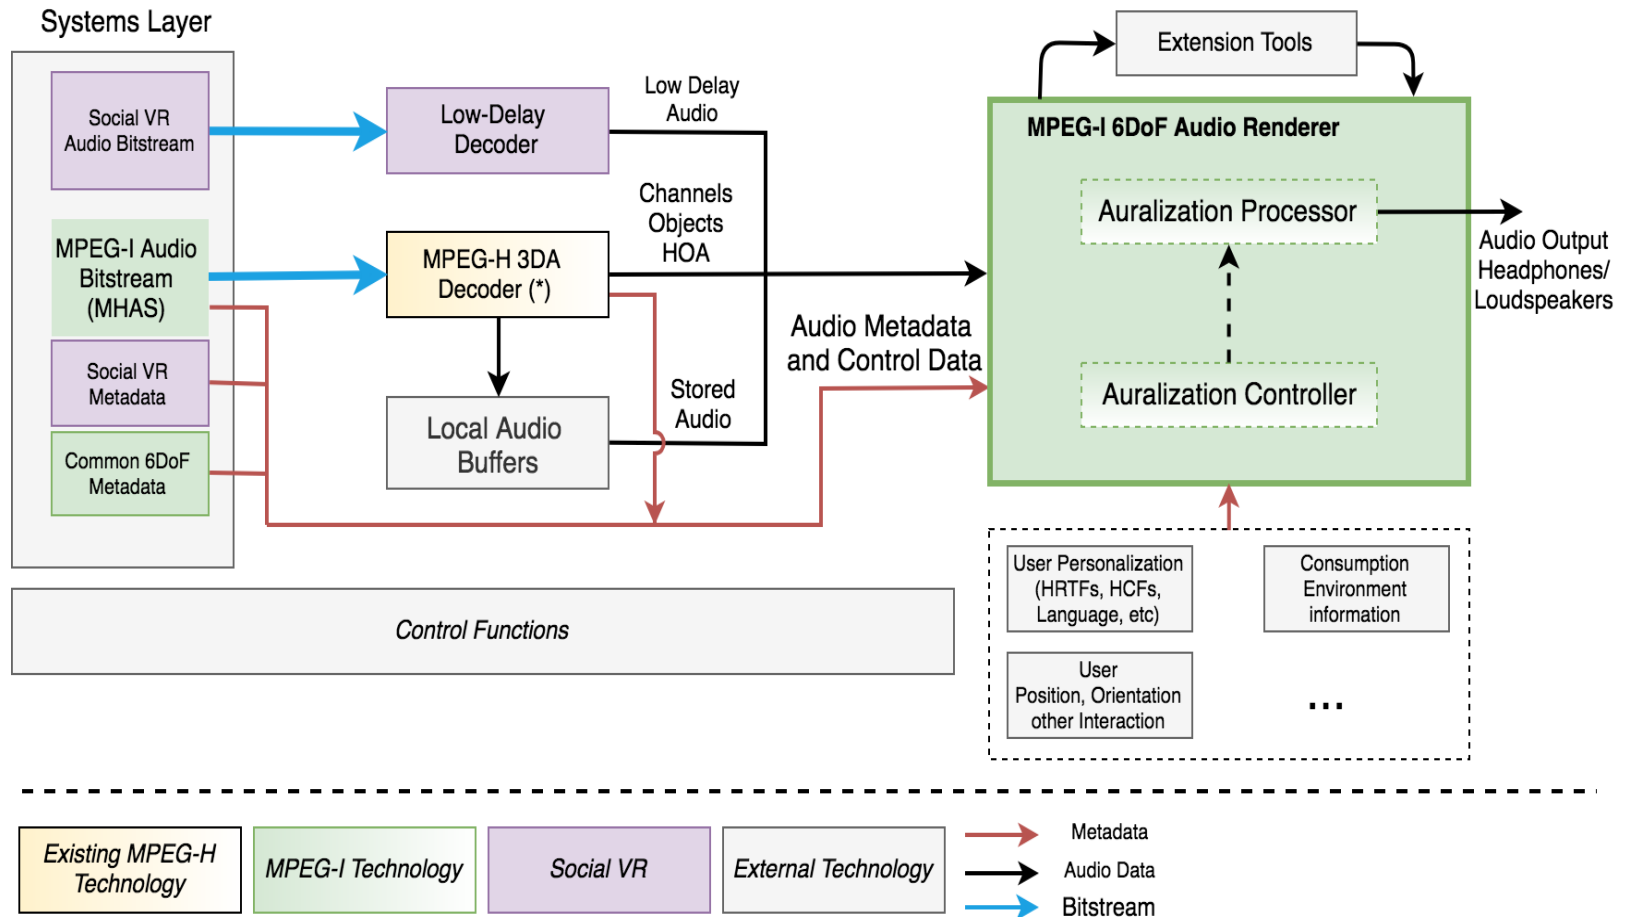 Systems Layer
Social VR
Audio Bitstream
MPEG-I Audio
Bitstream
(MHAS)
Social VR
Metadata
Common 6DoF
Metadata
Low-Delay
Decoder
MPEG-H 3DA
Decoder (*)
Local Audio
Buffers
Low Delay
Audio
Channels
Objects
HOA
Stored
Audio
Audio Metadata
and Control Data
Extension Tools
MPEG-I 6DoF Audio Renderer
Auralization Processor
Auralization Controller
Audio Output
Headphones/
Loudspeakers
User Personalization
(HRTFs, HCFs,
Language, etc)
Consumption
Environment
information
User
Position, Orientation
other Interaction
...
Control Functions
Existing MPEG-H
Technology
MPEG-I Technology
Social VR
External Technology
Metadata
Audio Data
Bitstream